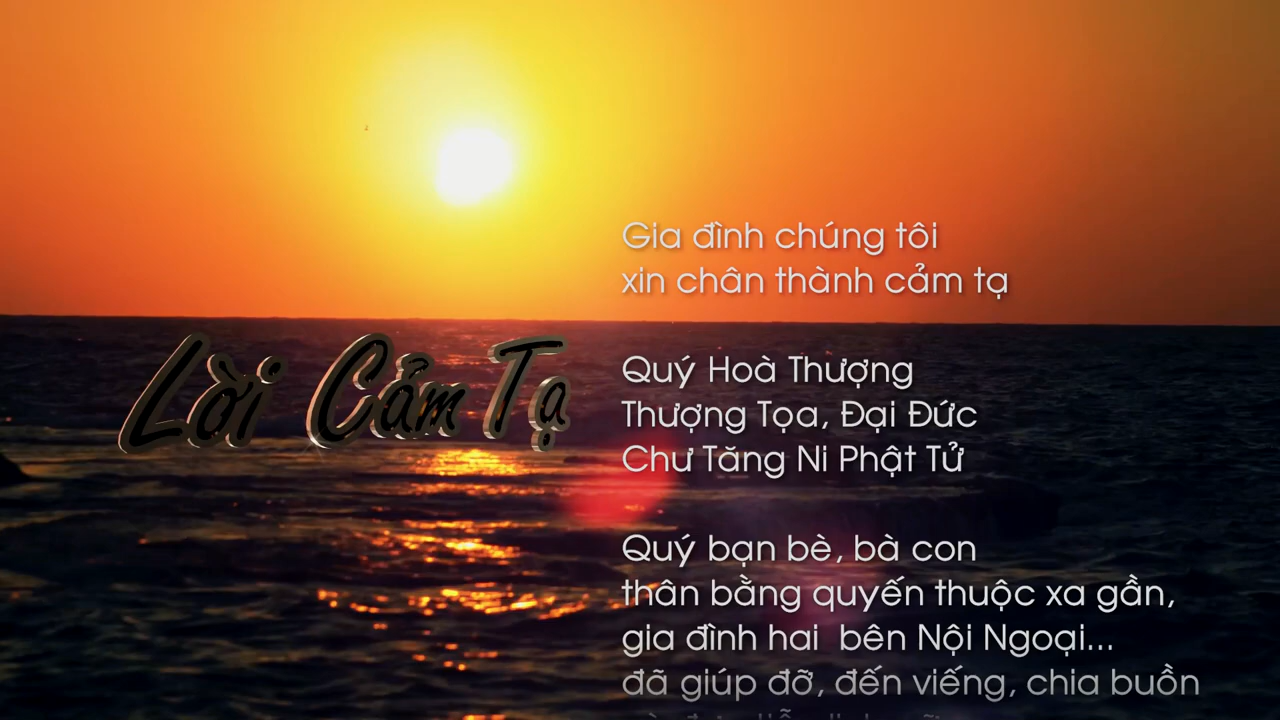 Lời Cảm Tạ
Gia đình chúng tôi
xin chân thành cảm tạ
Quý Hoà Thượng
Thượng Tọa, Đại Đức
Chư Tăng Ni Phật Tử
Quý bạn bè, bà con
thân bằng quyến thuộc xa gần,
gia đình hai  bên Nội Ngoại...
đã giúp đỡ, đến viếng, chia buồn